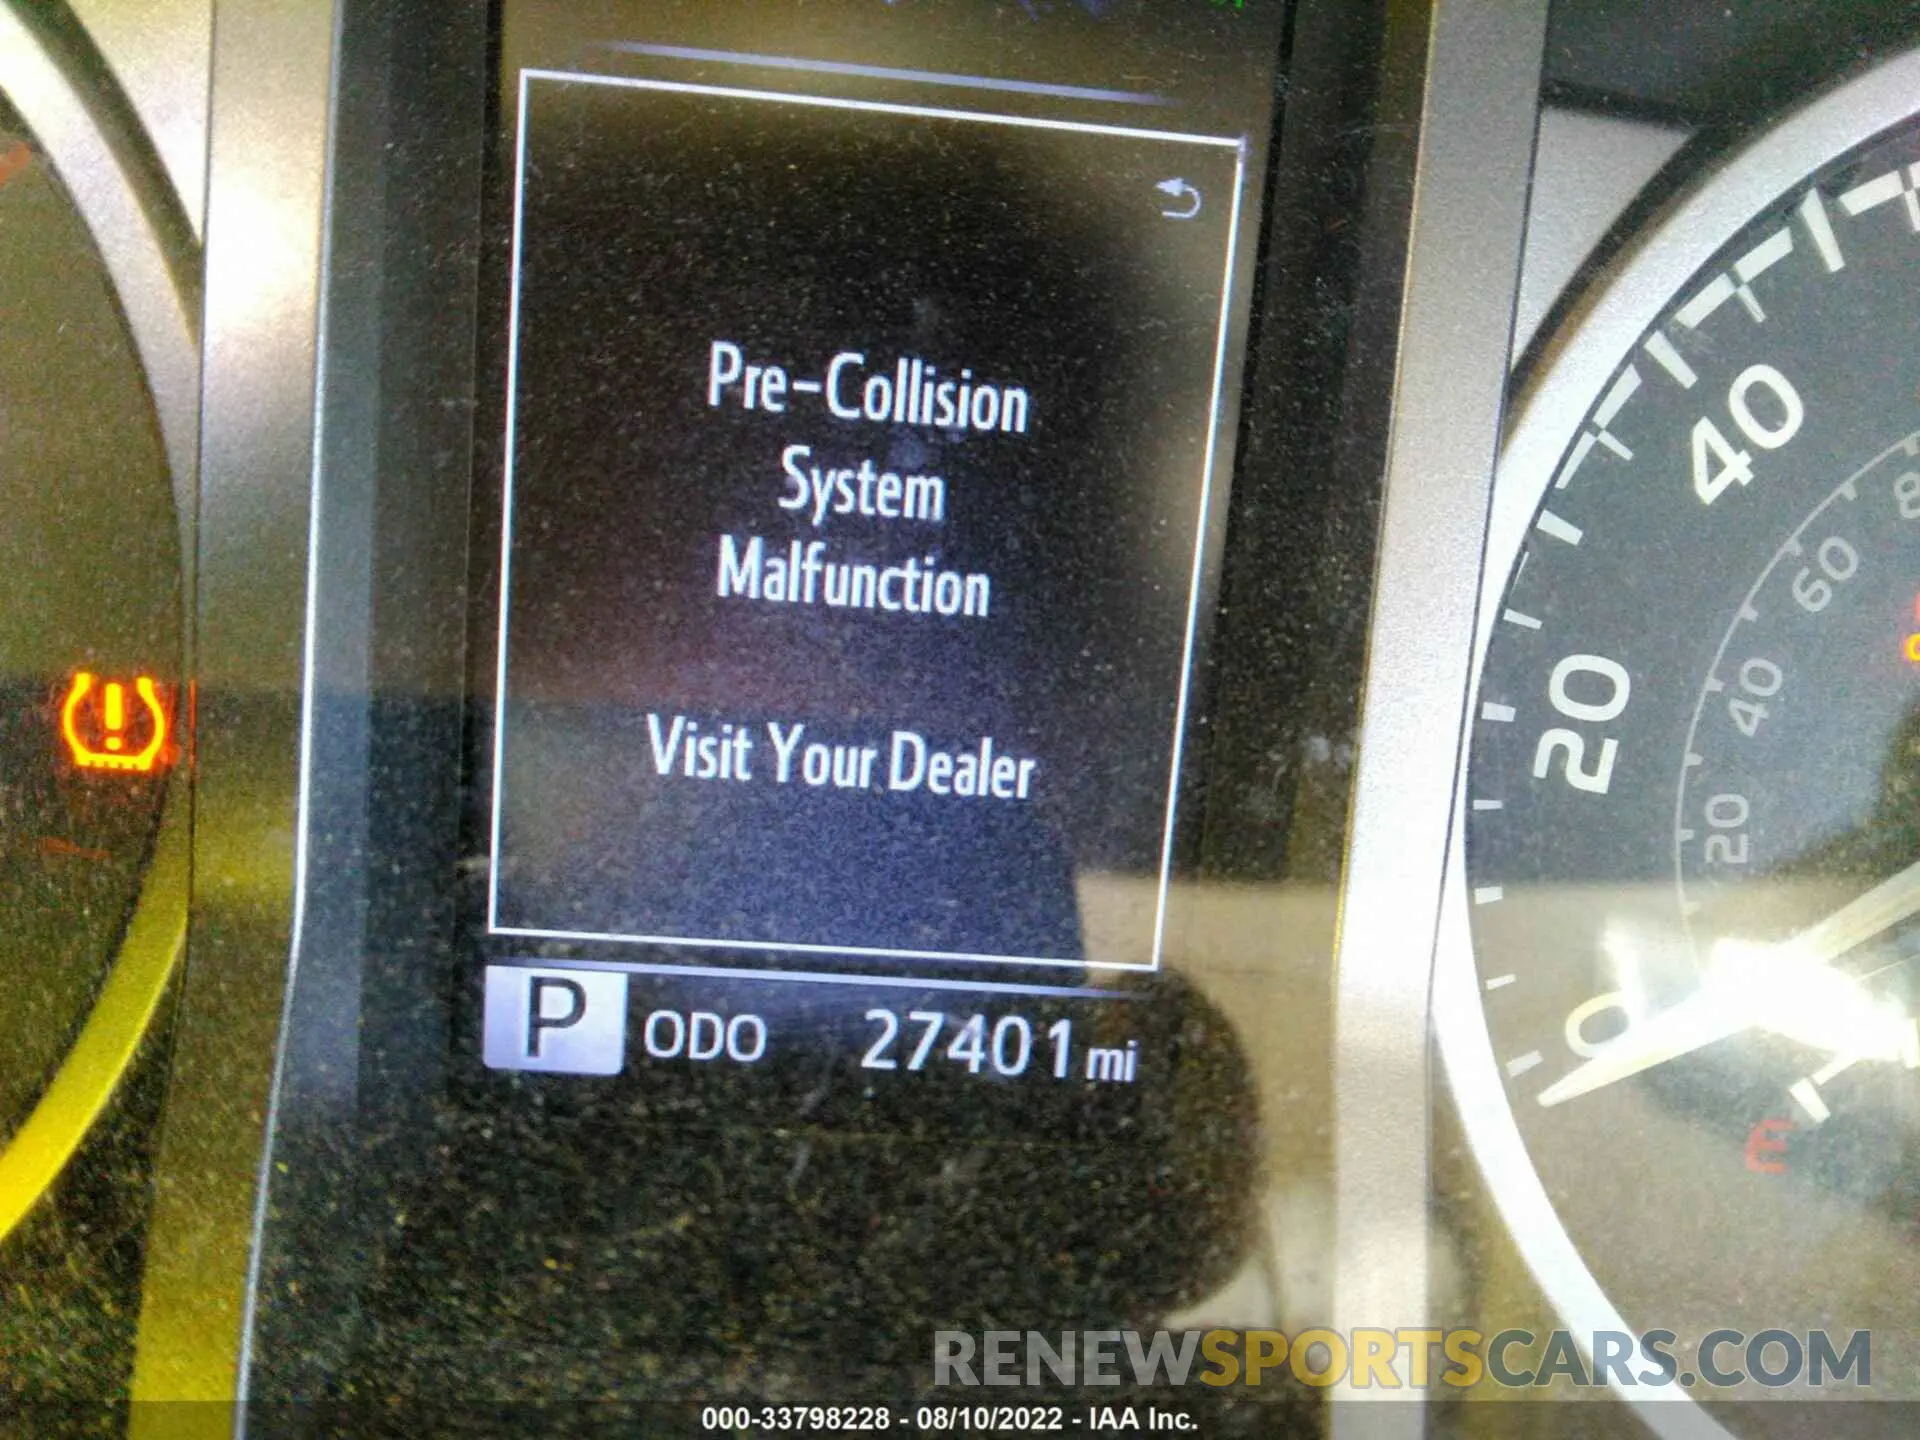 Pre-Collision
System
Malfunction
Visit Your Dealer
P ODO 27401 mi
40
20
0
60
40
20
E
RENEWSPORTSCARS.COM
000-33798228 - 08/10/2022 - IAA Inc.